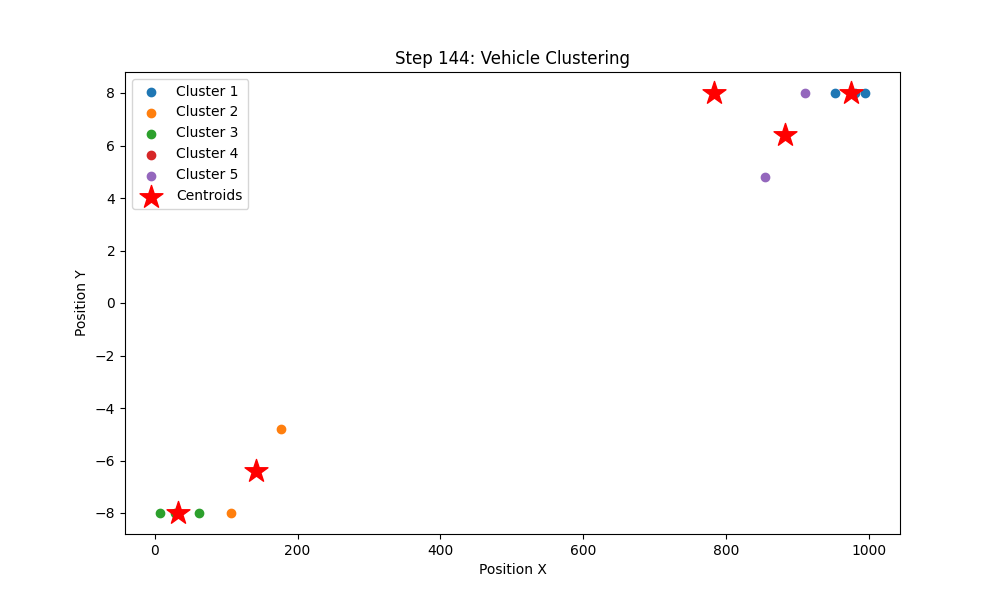 Step 144: Vehicle Clustering
Cluster 1
Cluster 2
Cluster 3
Cluster 4
Cluster 5
Centroids
8
6
4
2
0
−2
−4
−6
−8
Position Y
0 200 400 600 800 1000
Position X